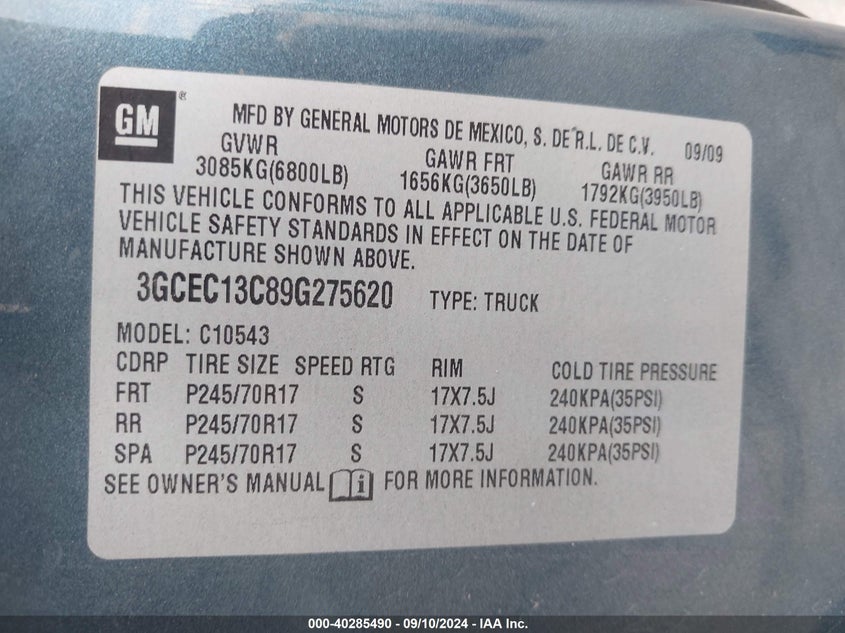 GM ®
MFD BY GENERAL MOTORS DE MEXICO, S. DE R.L. DE C.V. 09/09
GVWR GAWR FRT GAWR RR
3085KG(6800LB) 1656KG(3650LB) 1792KG(3950LB)
THIS VEHICLE CONFORMS TO ALL APPLICABLE U.S. FEDERAL MOTOR
VEHICLE SAFETY STANDARDS IN EFFECT ON THE DATE OF
MANUFACTURE SHOWN ABOVE.
3GCEC13C89G275620 TYPE: TRUCK
MODEL: C10543
CDRP TIRE SIZE SPEED RTG RIM COLD TIRE PRESSURE
FRT P245/70R17 S 17X7.5J 240KPA(35PSI)
RR P245/70R17 S 17X7.5J 240KPA(35PSI)
SPA P245/70R17 S 17X7.5J 240KPA(35PSI)
SEE OWNER'S MANUAL i FOR MORE INFORMATION.
000-40285490 - 09/10/2024 - IAA Inc.